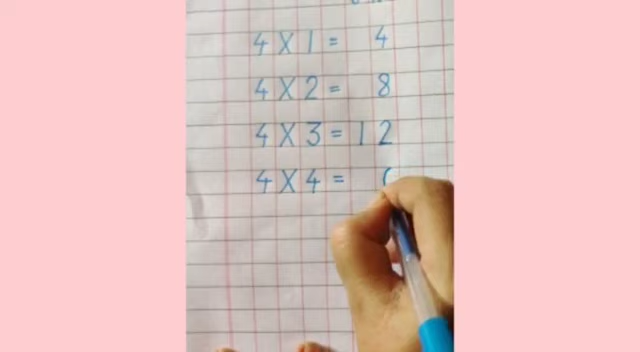 4 X 1 = 4
4 X 2 = 8
4 X 3 = 12
4 X 4 =